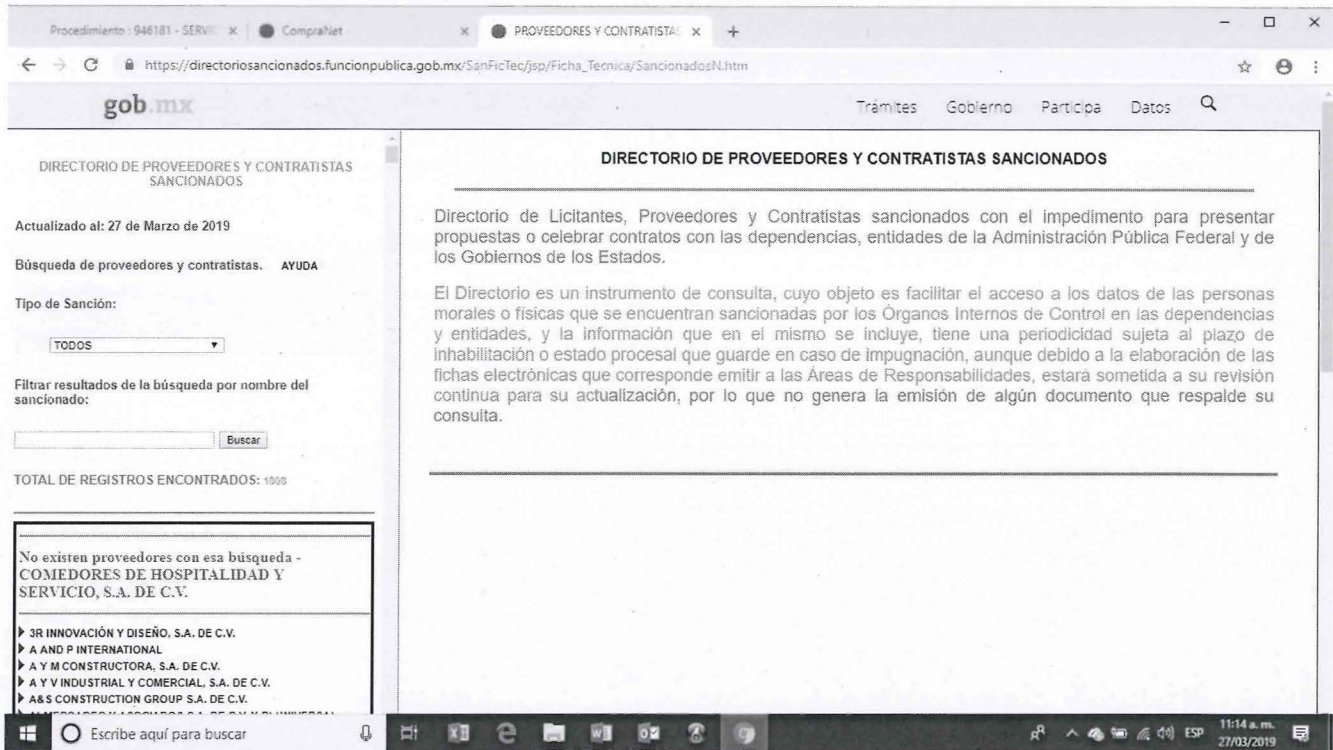 Procedimiento : 946181 - SERVI
CompraNet
PROVEEDORES Y CONTRATISTAS
https://directoriosancionados.funcionpublica.gob.mx/SanFicTec/jsp/Ficha_Tecnica/SancionadosN.htm
gob.mx
Trámites Gobierno Participa Datos
DIRECTORIO DE PROVEEDORES Y CONTRATISTAS
SANCIONADOS
Actualizado al: 27 de Marzo de 2019
Búsqueda de proveedores y contratistas. AYUDA
Tipo de Sanción:
TODOS
Filtrar resultados de la búsqueda por nombre del
sancionado:
Buscar
TOTAL DE REGISTROS ENCONTRADOS:
No existen proveedores con esa búsqueda -
COMEDORES DE HOSPITALIDAD Y
SERVICIO, S.A. DE C.V.
3R INNOVACIÓN Y DISEÑO, S.A. DE C.V.
A AND P INTERNATIONAL
A Y M CONSTRUCTORA, S.A. DE C.V.
A Y V INDUSTRIAL Y COMERCIAL, S.A. DE C.V.
A&S CONSTRUCTION GROUP S.A. DE C.V.
DIRECTORIO DE PROVEEDORES Y CONTRATISTAS SANCIONADOS
Directorio de Licitantes, Proveedores y Contratistas sancionados con el impedimento para presentar
propuestas o celebrar contratos con las dependencias, entidades de la Administración Pública Federal y de
los Gobiernos de los Estados.
El Directorio es un instrumento de consulta, cuyo objeto es facilitar el acceso a los datos de las personas
morales o físicas que se encuentran sancionadas por los Órganos Internos de Control en las dependencias
y entidades, y la información que en el mismo se incluye, tiene una periodicidad sujeta al plazo de
inhabilitación o estado procesal que guarde en caso de impugnación, aunque debido a la elaboración de las
fichas electrónicas que corresponde emitir a las Áreas de Responsabilidades, estará sometida a su revisión
continua para su actualización, por lo que no genera la emisión de algún documento que respalde su
consulta.
Escribe aquí para buscar
ESP
11:14 a. m.
27/03/2019